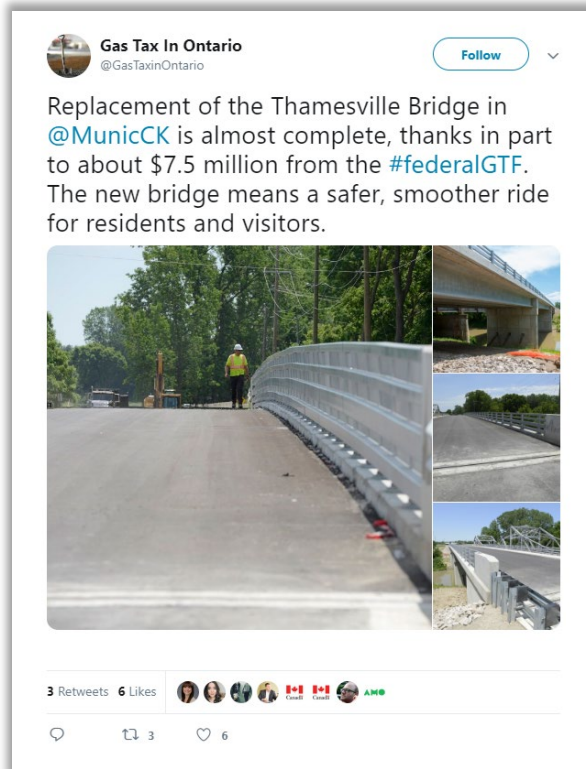 Gas Tax In Ontario
@GasTaxinOntario
Follow
Replacement of the Thamesville Bridge in
@MunicCK is almost complete, thanks in part
to about $7.5 million from the #federalGTF.
The new bridge means a safer, smoother ride
for residents and visitors.
3 Retweets 6 Likes
Canada Canada AMO
3 6